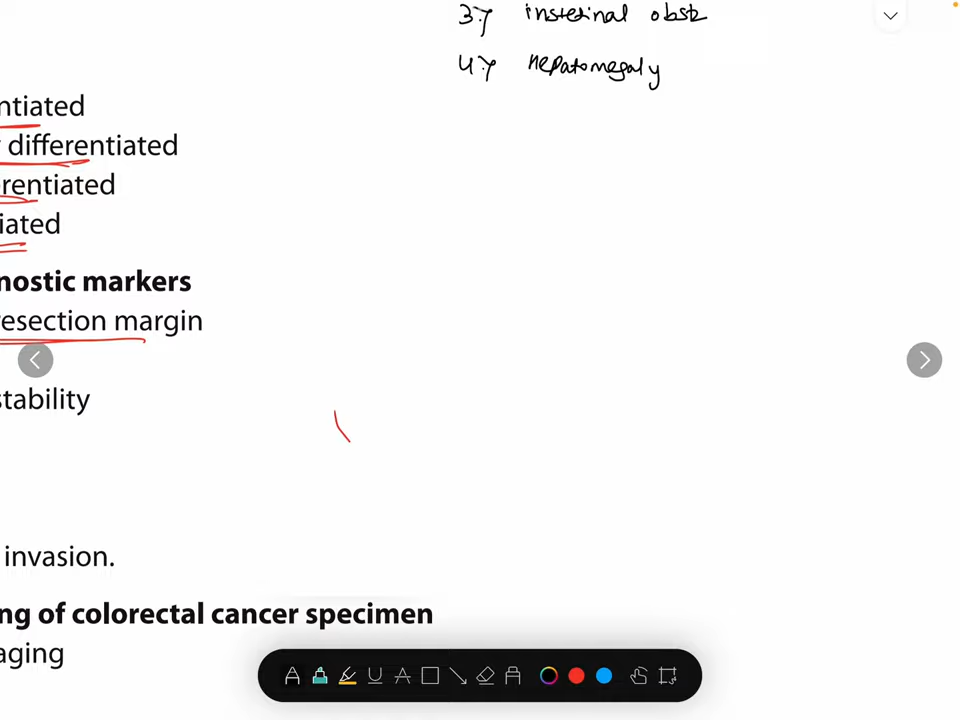 3) instetinal obst
4) hepatomegaly
ntiated
differentiated
rentiated
iated
nostic markers
resection margin
stability
invasion.
ng of colorectal cancer specimen
aging